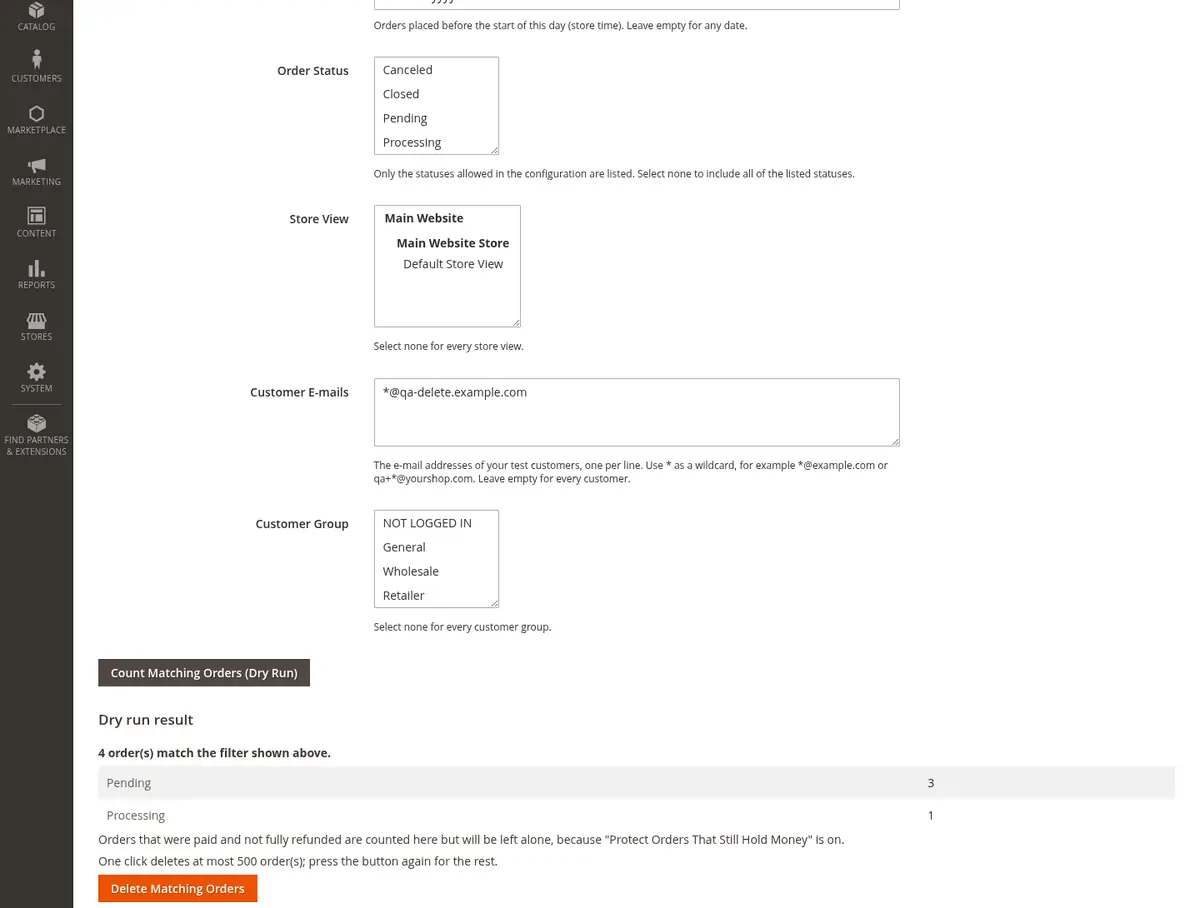 CATALOG
CUSTOMERS
MARKETPLACE
MARKETING
CONTENT
REPORTS
STORES
SYSTEM
FIND PARTNERS
& EXTENSIONS
Orders placed before the start of this day (store time). Leave empty for any date.
Order Status
Canceled
Closed
Pending
Processing
Only the statuses allowed in the configuration are listed. Select none to include all of the listed statuses.
Store View
Main Website
Main Website Store
Default Store View
Select none for every store view.
Customer E-mails
*@qa-delete.example.com
The e-mail addresses of your test customers, one per line. Use * as a wildcard, for example *@example.com or
qa+*@yourshop.com. Leave empty for every customer.
Customer Group
NOT LOGGED IN
General
Wholesale
Retailer
Select none for every customer group.
Count Matching Orders (Dry Run)
Dry run result
4 order(s) match the filter shown above.
Pending 3
Processing 1
Orders that were paid and not fully refunded are counted here but will be left alone, because "Protect Orders That Still Hold Money" is on.
One click deletes at most 500 order(s); press the button again for the rest.
Delete Matching Orders